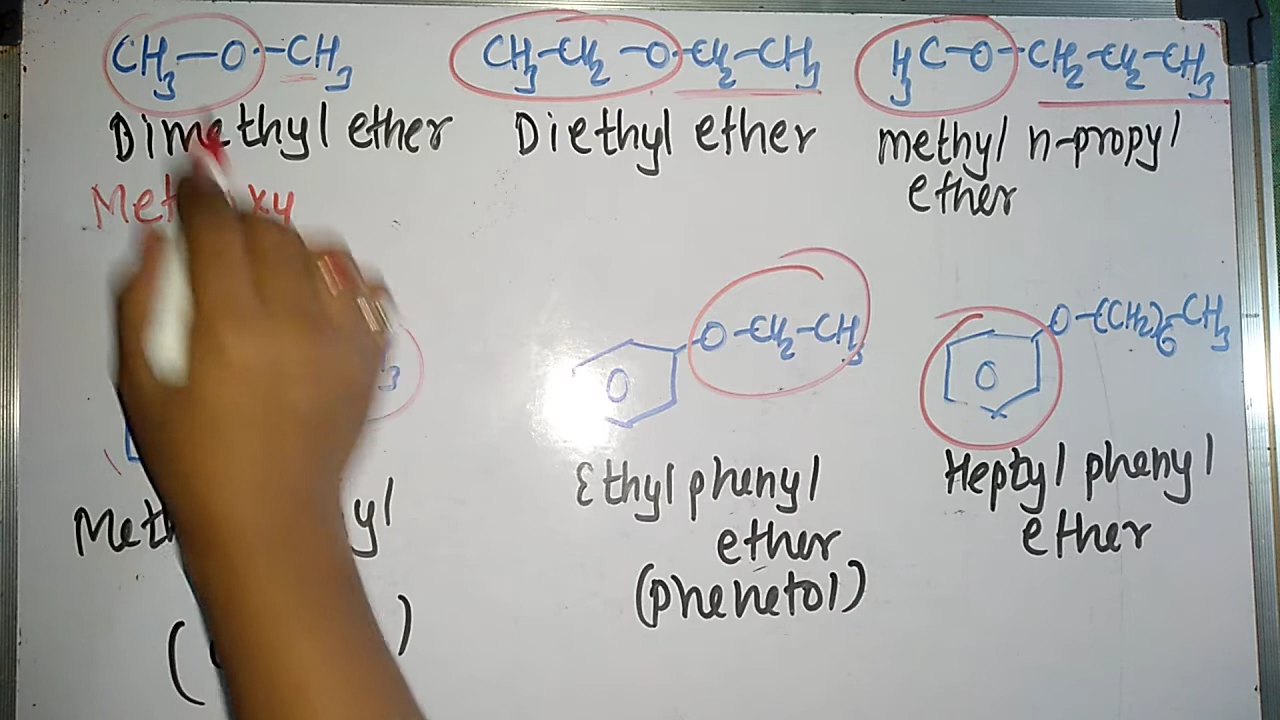 CH₃-O-CH₃
CH₃-CH₂-O-CH₂-CH₃
H₃C-O-CH₂-CH₂-CH₃
Dimethyl ether
Diethyl ether
methyl n-propyl
ether
O-CH₂-CH₃
O-(CH₂)₆-CH₃
Ethyl phenyl
ether
(phenetol)
Heptyl phenyl
ether